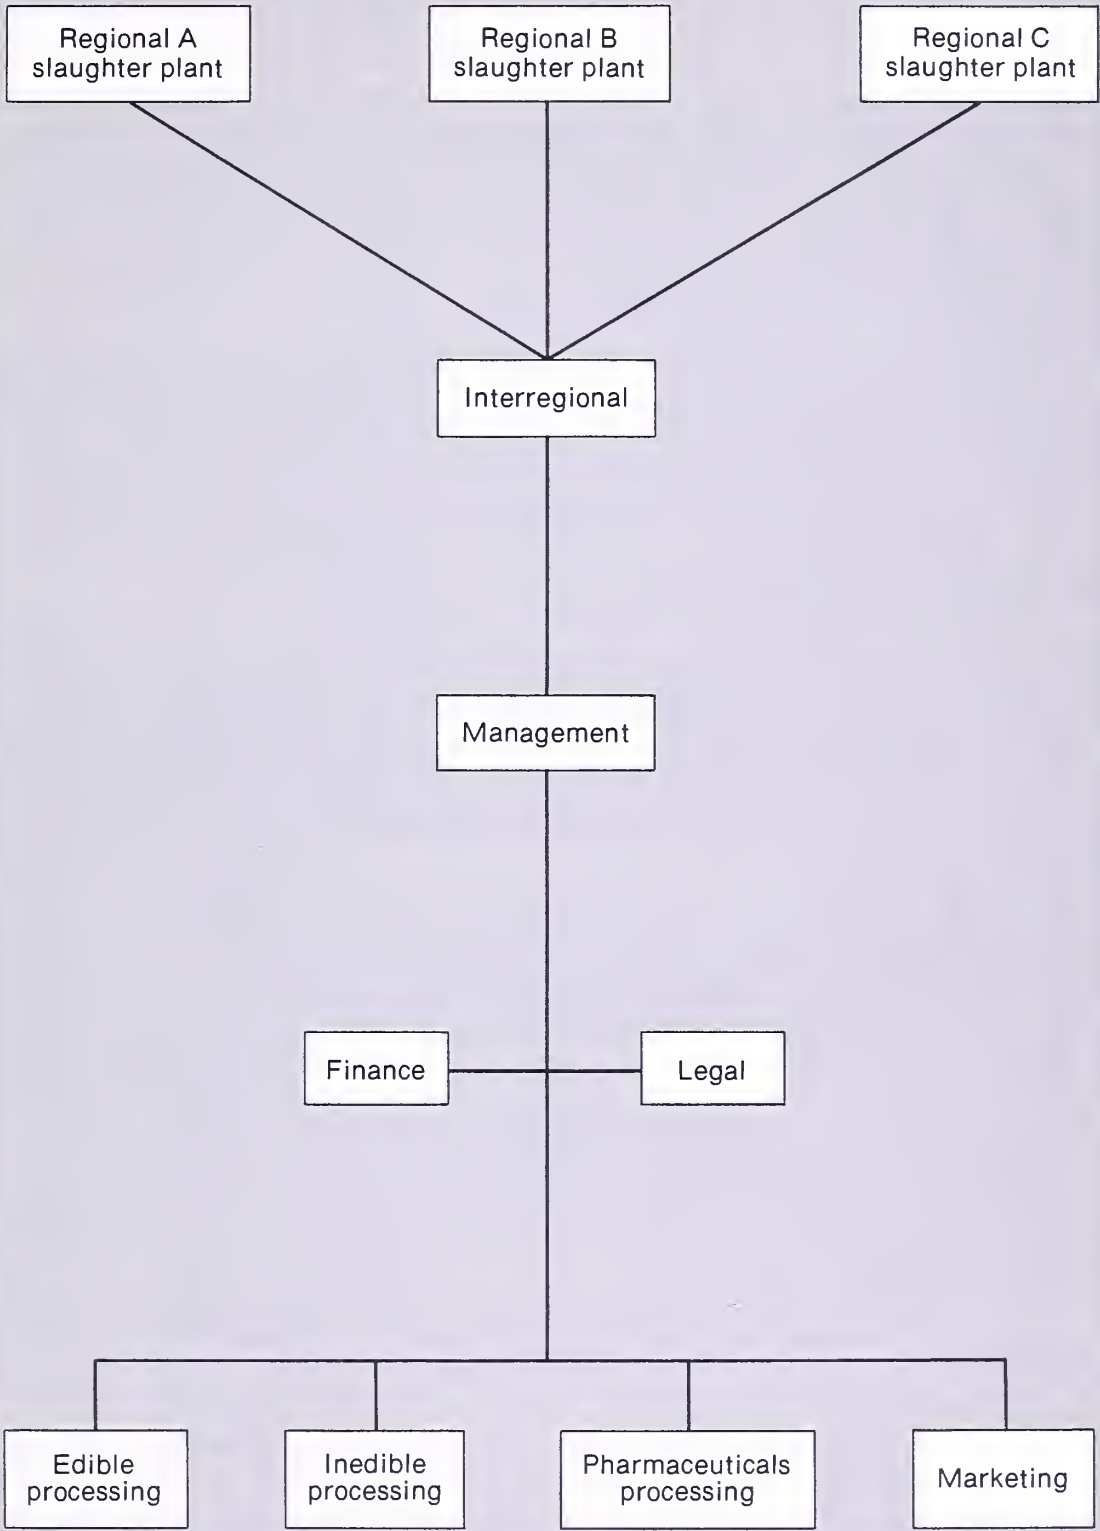 Regional A
slaughter plant
Regional B
slaughter plant
Regional C
slaughter plant
Interregional
Management
Finance
Legal
Edible
processing
Inedible
processing
Pharmaceuticals
processing
Marketing